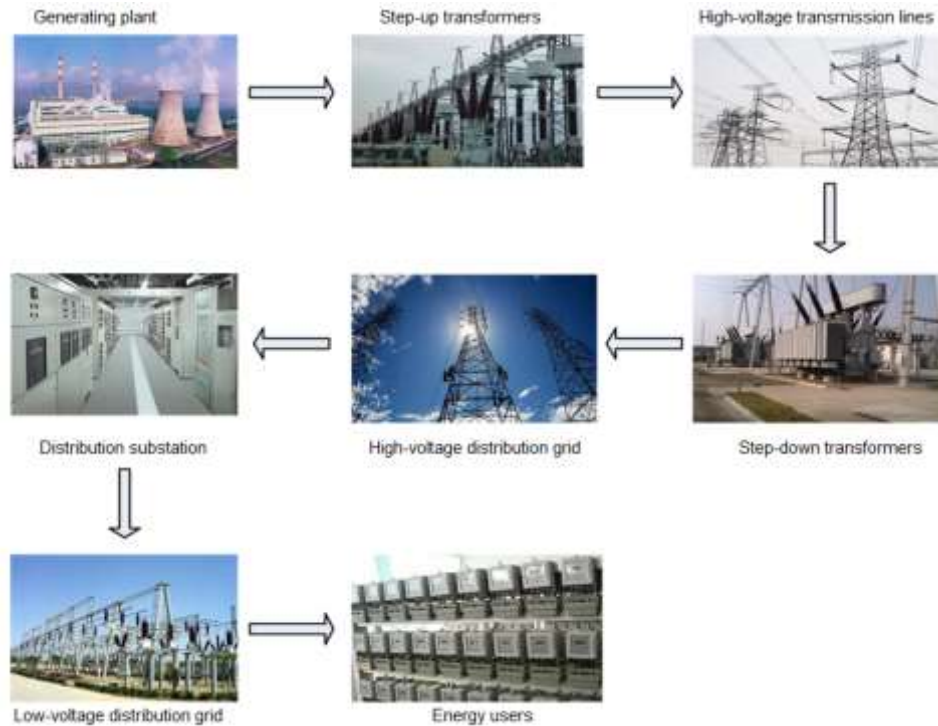 Generating plant
Step-up transformers
High-voltage transmission lines
Distribution substation
High-voltage distribution grid
Step-down transformers
Low-voltage distribution grid
Energy users